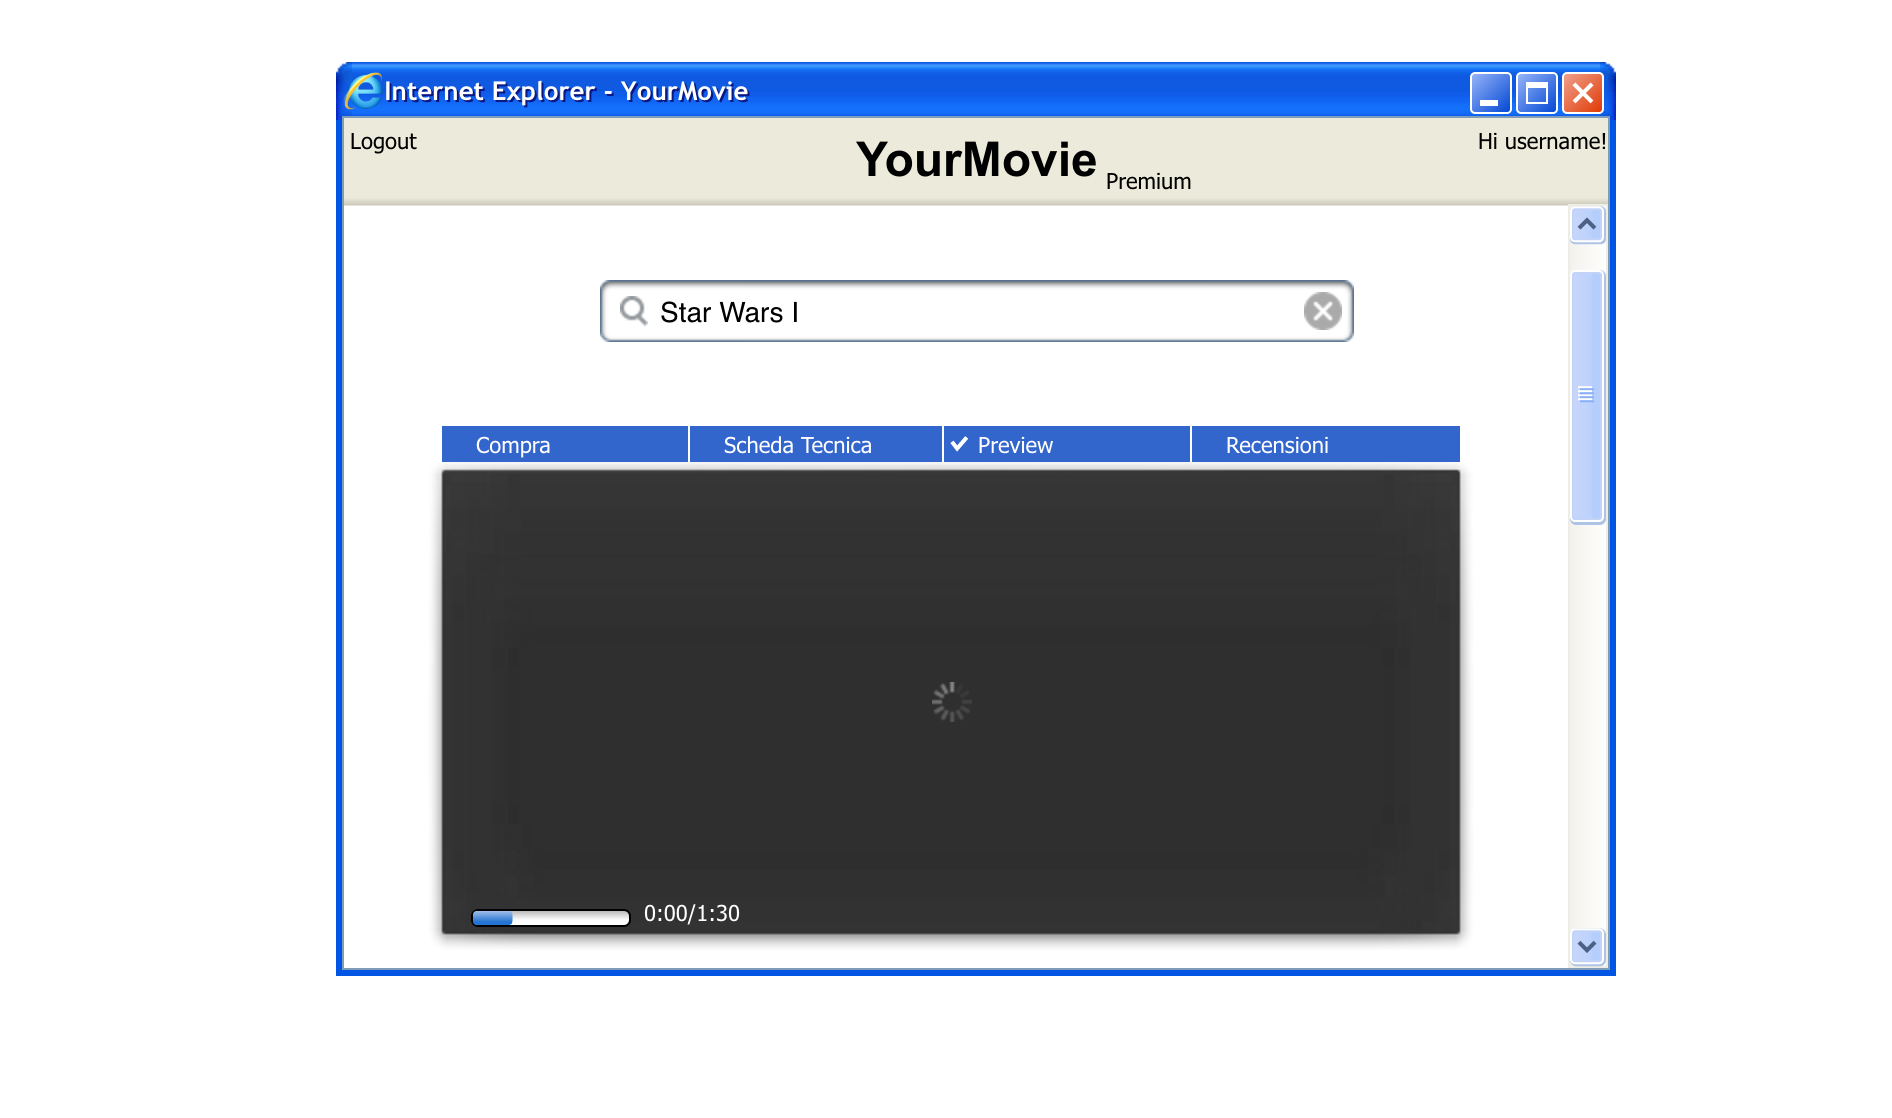 Internet Explorer - YourMovie
Logout
YourMovie Premium
Hi username!
Star Wars I
Compra
Scheda Tecnica
Preview
Recensioni
0:00/1:30